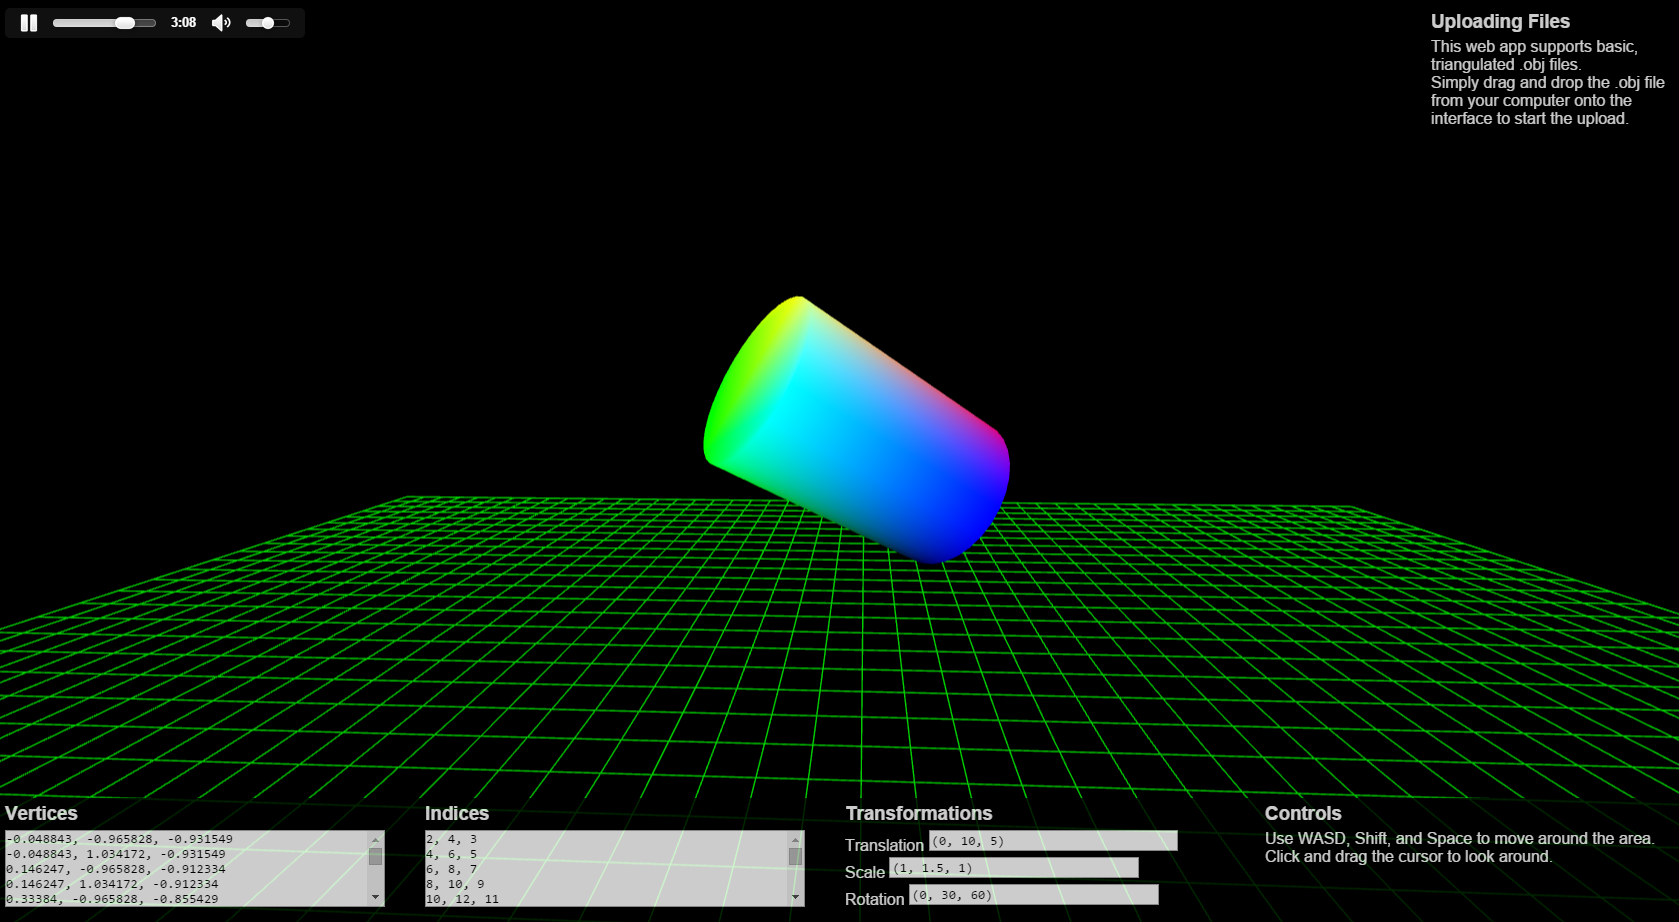 3:08
Uploading Files
This web app supports basic,
triangulated .obj files.
Simply drag and drop the .obj file
from your computer onto the
interface to start the upload.
Vertices
-0.048843, -0.965828, -0.931549
-0.048843, 1.034172, -0.931549
0.146247, -0.965828, -0.912334
0.146247, 1.034172, -0.912334
0.33384, -0.965828, -0.855429
Indices
2, 4, 3
4, 6, 5
6, 8, 7
8, 10, 9
10, 12, 11
Transformations
Translation (0, 10, 5)
Scale (1, 1.5, 1)
Rotation (0, 30, 60)
Controls
Use WASD, Shift, and Space to move around the area.
Click and drag the cursor to look around.